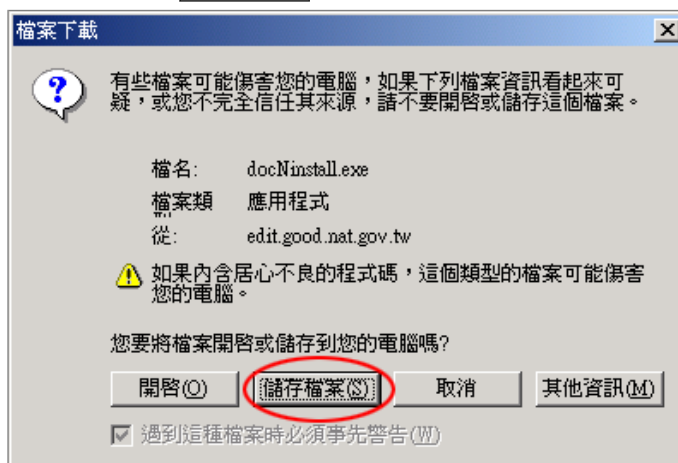 檔案下載
有些檔案可能傷害您的電腦，如果下列檔案資訊看起來可
疑，或您不完全信任其來源，請不要開啓或儲存這個檔案。
檔名: docNinstall.exe
檔案類 應用程式
從: edit.good.nat.gov.tw
如果內含居心不良的程式碼，這個類型的檔案可能傷害
您的電腦。
您要將檔案開啓或儲存到您的電腦嗎?
開啓(O) 儲存檔案(S) 取消 其他資訊(M)
遇到這種檔案時必須事先警告(W)